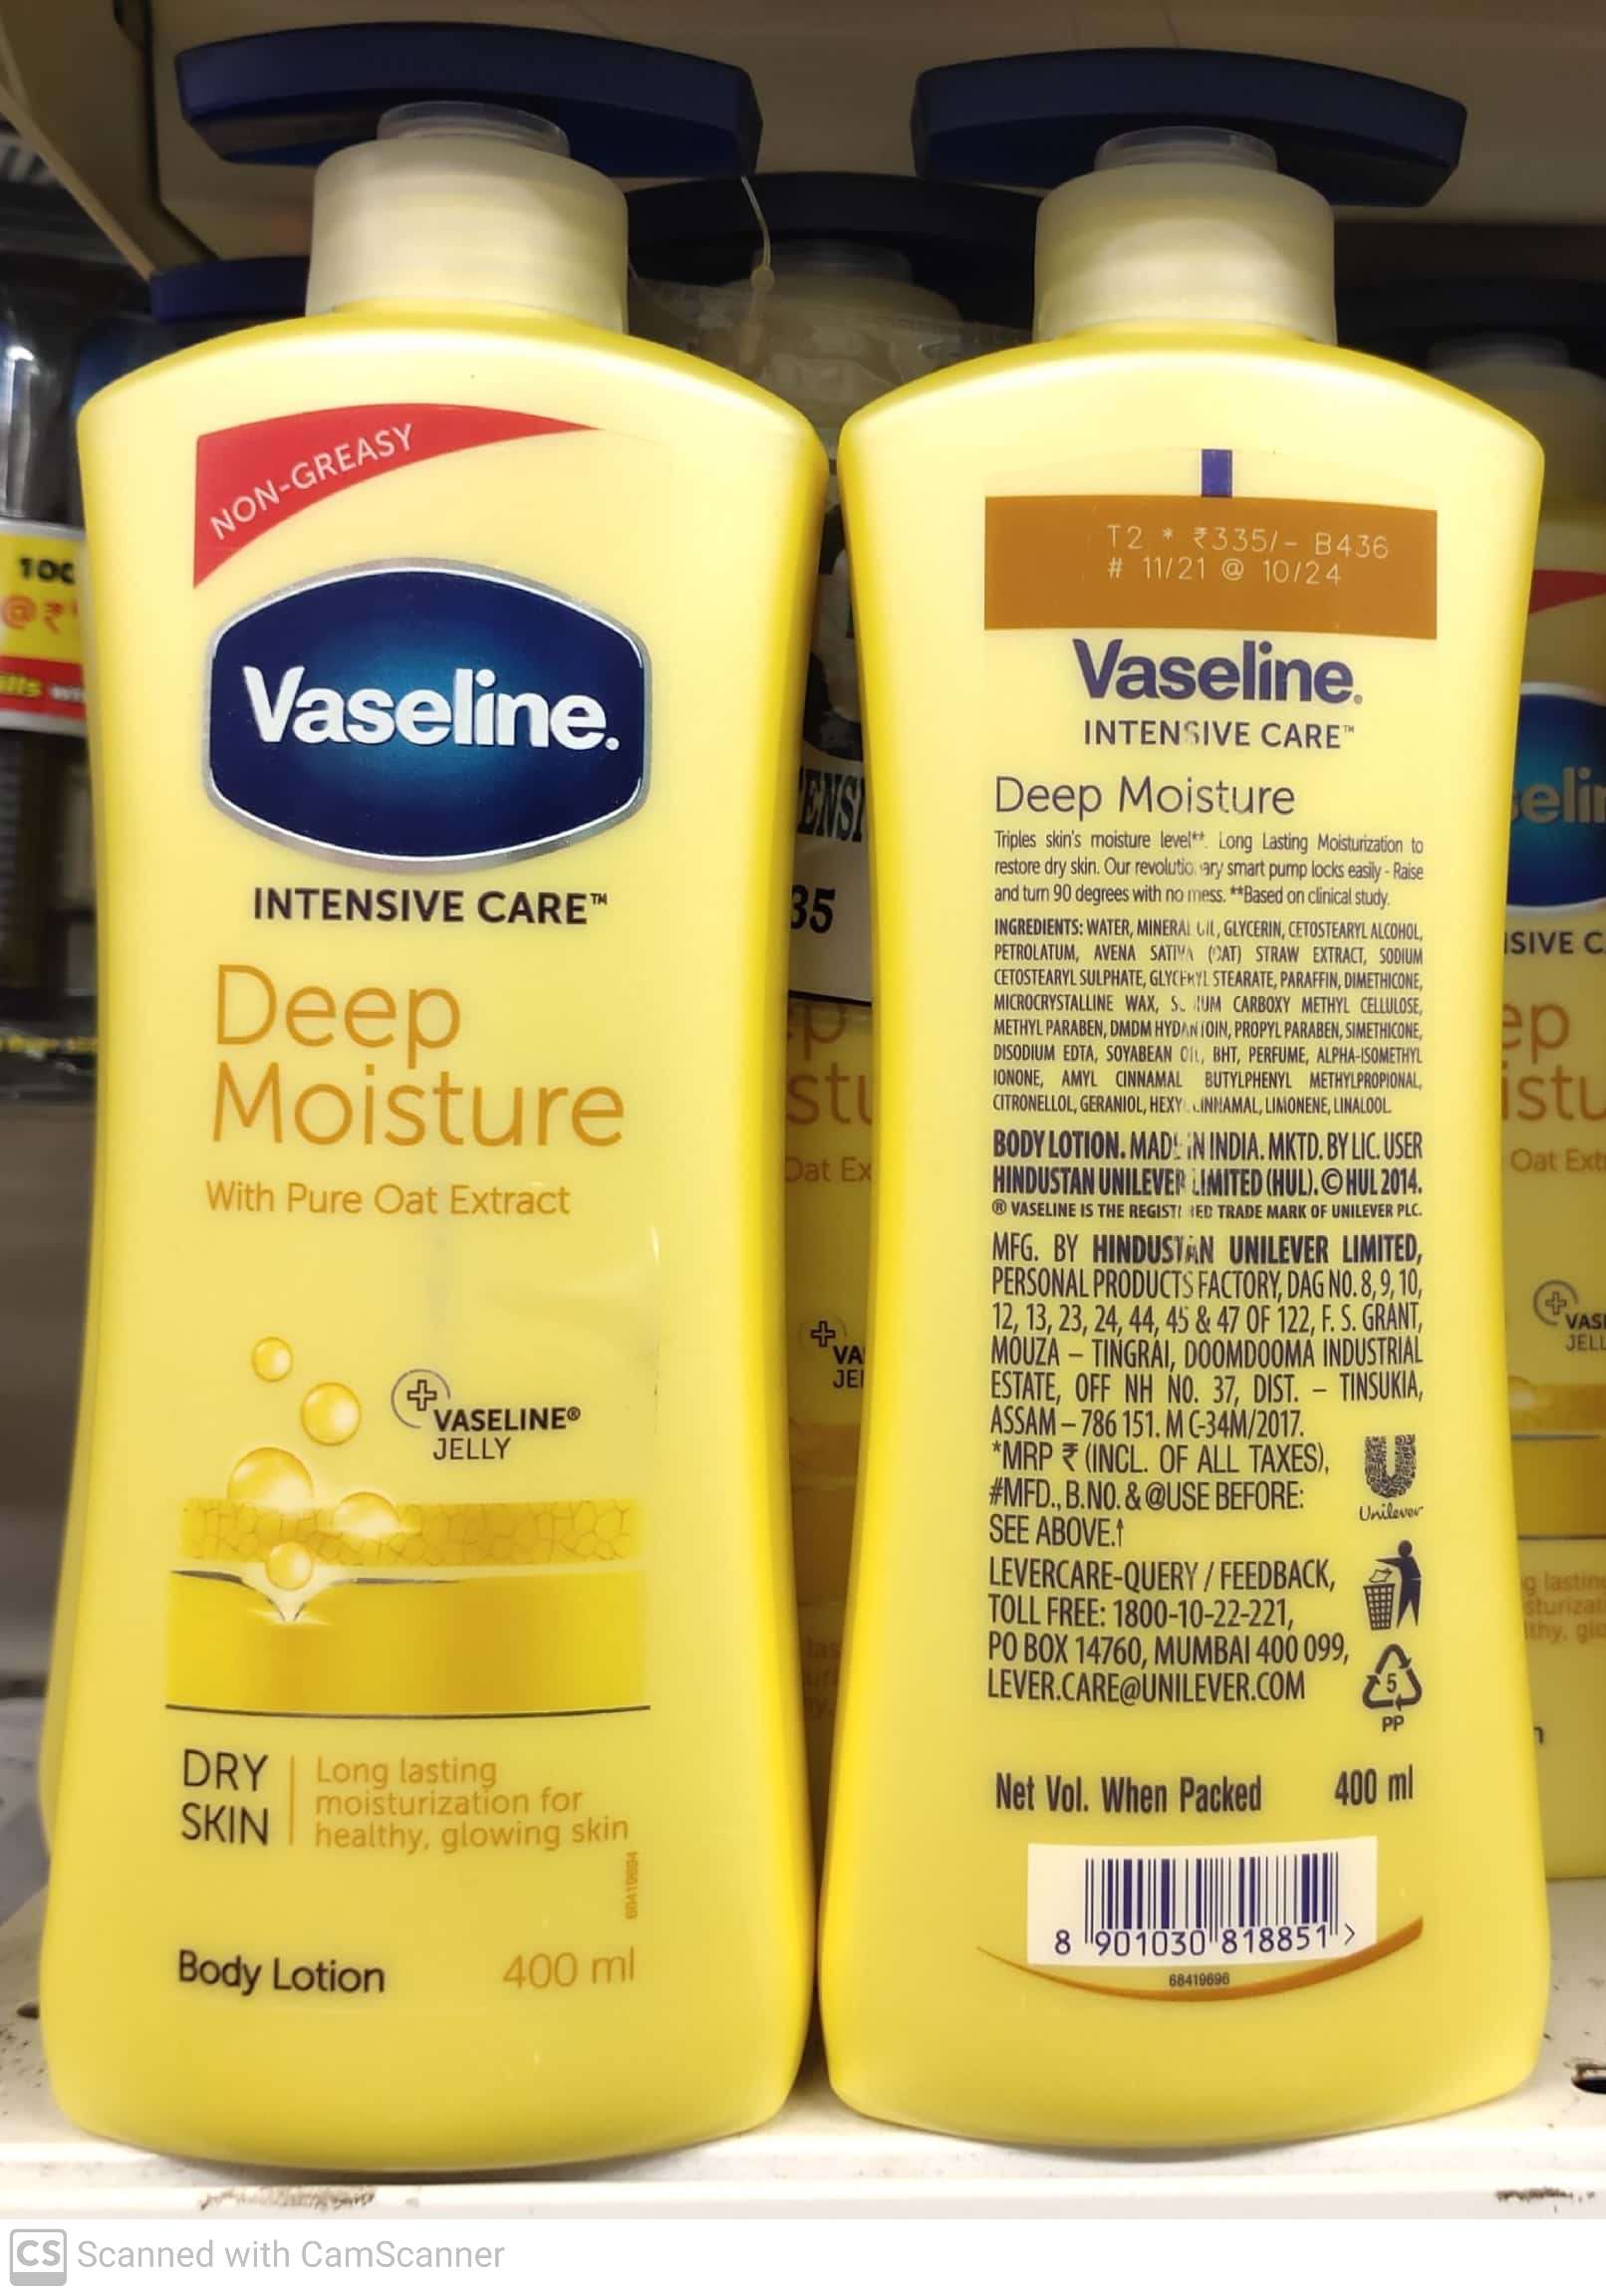 NON-GREASY
Vaseline.
INTENSIVE CARE™
Deep
Moisture
With Pure Oat Extract
VASELINE®
JELLY
DRY
SKIN
Long lasting
moisturization for
healthy, glowing skin
68419694
Body Lotion 400 ml
T2 * ₹335/- B436
# 11/21 @ 10/24
Vaseline.
INTENSIVE CARE™
Deep Moisture
Triples skin's moisture level**. Long Lasting Moisturization to
restore dry skin. Our revolutionary smart pump locks easily - Raise
and turn 90 degrees with no mess. **Based on clinical study.
INGREDIENTS: WATER, MINERAL OIL, GLYCERIN, CETOSTEARYL ALCOHOL,
PETROLATUM, AVENA SATIVA (OAT) STRAW EXTRACT, SODIUM
CETOSTEARYL SULPHATE, GLYCERYL STEARATE, PARAFFIN, DIMETHICONE,
MICROCRYSTALLINE WAX, SODIUM CARBOXY METHYL CELLULOSE,
METHYL PARABEN, DMDM HYDANTOIN, PROPYL PARABEN, SIMETHICONE,
DISODIUM EDTA, SOYABEAN OIL, BHT, PERFUME, ALPHA-ISOMETHYL
IONONE, AMYL CINNAMAL BUTYLPHENYL METHYLPROPIONAL,
CITRONELLOL, GERANIOL, HEXYL CINNAMAL, LIMONENE, LINALOOL.
BODY LOTION. MADE IN INDIA. MKTD. BY LIC. USER
HINDUSTAN UNILEVER LIMITED (HUL). © HUL 2014.
® VASELINE IS THE REGISTERED TRADE MARK OF UNILEVER PLC.
MFG. BY HINDUSTAN UNILEVER LIMITED,
PERSONAL PRODUCTS FACTORY, DAG NO. 8, 9, 10,
12, 13, 23, 24, 44, 45 & 47 OF 122, F. S. GRANT,
MOUZA – TINGRAI, DOOMDOOMA INDUSTRIAL
ESTATE, OFF NH NO. 37, DIST. – TINSUKIA,
ASSAM – 786 151. M C-34M/2017.
*MRP ₹ (INCL. OF ALL TAXES),
#MFD., B.NO. & @USE BEFORE:
SEE ABOVE.↑
Unilever
LEVERCARE-QUERY / FEEDBACK,
TOLL FREE: 1800-10-22-221,
PO BOX 14760, MUMBAI 400 099,
LEVER.CARE@UNILEVER.COM
5
PP
Net Vol. When Packed 400 ml
8 901030 818851 >
68419696
100
@₹
35
CS Scanned with CamScanner